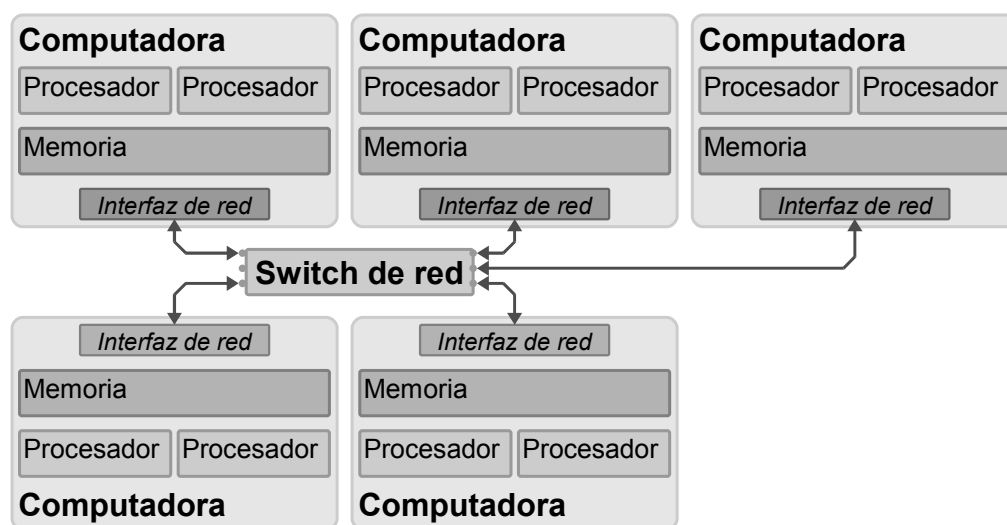 Computadora
Procesador Procesador
Memoria
Interfaz de red
Computadora
Procesador Procesador
Memoria
Interfaz de red
Computadora
Procesador Procesador
Memoria
Interfaz de red
Switch de red
Interfaz de red
Memoria
Procesador Procesador
Computadora
Interfaz de red
Memoria
Procesador Procesador
Computadora